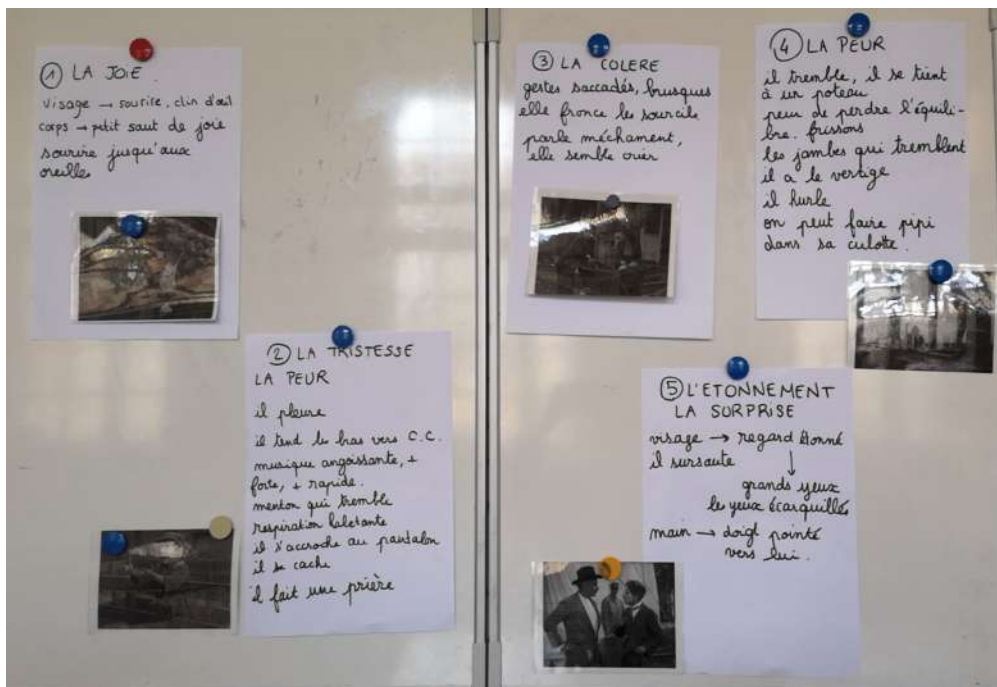 ① LA JOIE.
visage → sourire, clin d'œil
corps → petit saut de joie
sourire jusqu'aux
oreilles
② LA TRISTESSE
LA PEUR
il pleure
il tend les bras vers C.C.
musique angoissante, +
forte, + rapide.
menton qui tremble
respiration haletante
il s'accroche au pantalon
il se cache
il fait une prière
③ LA COLERE
gestes saccadés, brusques
elle fronce les sourcils
parle méchament,
elle semble crier
④ LA PEUR
il tremble, il se tient
à un poteau
peur de perdre l'équili-
bre. frissons
les jambes qui tremblent
il a le vertige
il hurle
on peut faire pipi
dans sa culotte.
⑤ L'ETONNEMENT
LA SURPRISE
visage → regard étonné
il sursaute ↓
grands yeux
les yeux écarquillés
main → doigt pointé
vers lui.